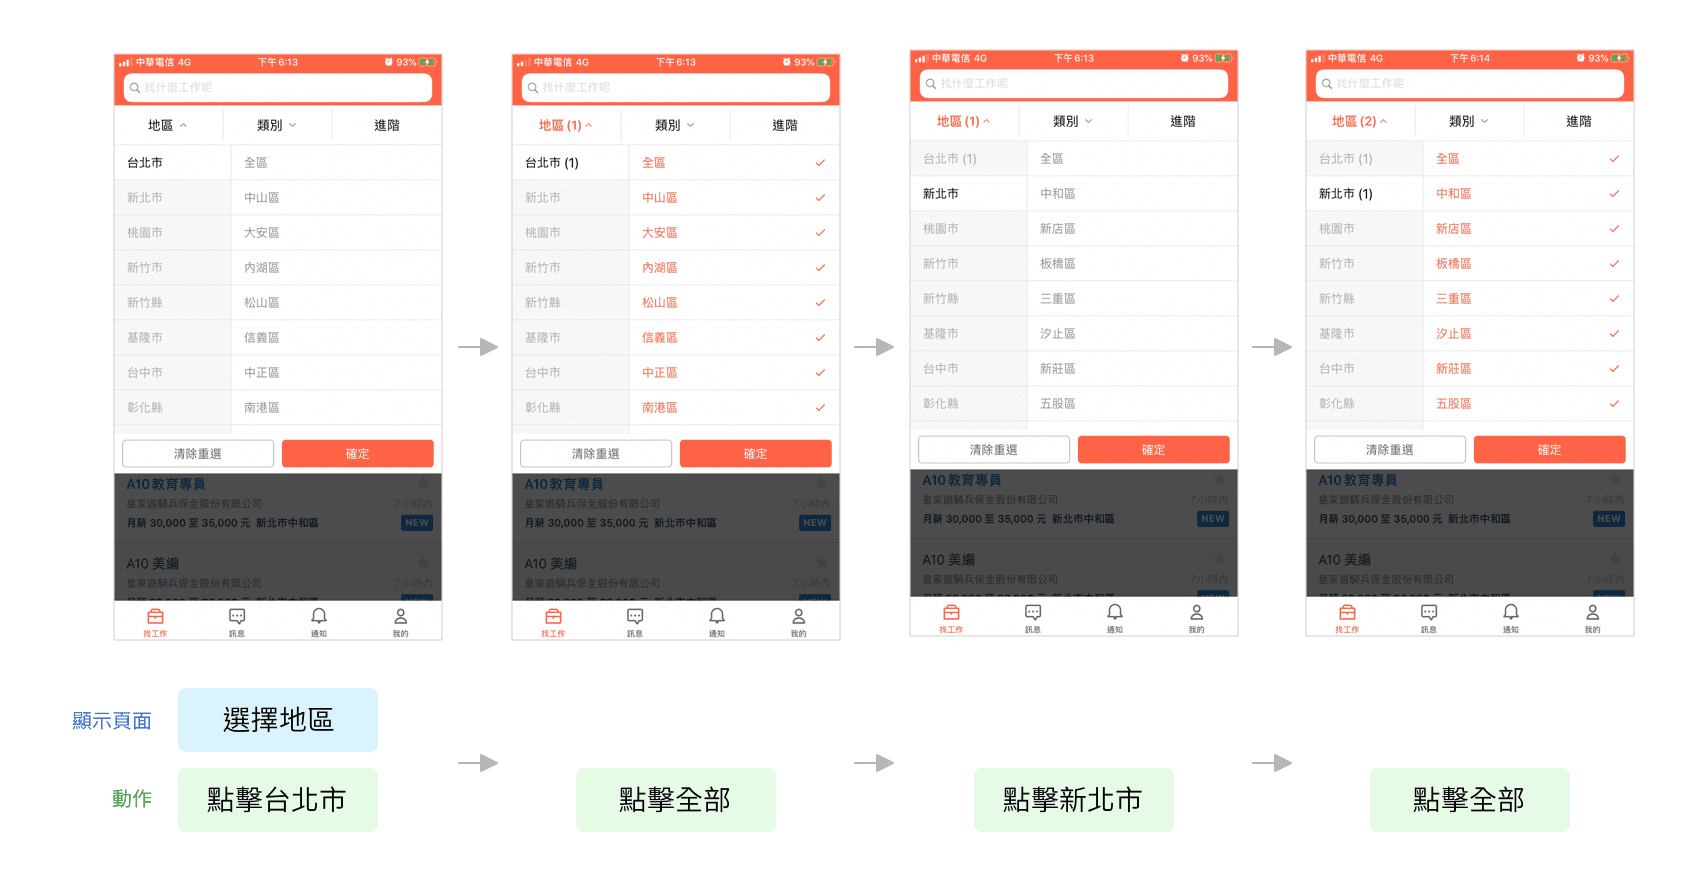 中華電信 4G 下午6:13 93%
找什麼工作呢
地區 類別 進階
台北市 全區
新北市 中山區
桃園市 大安區
新竹市 內湖區
新竹縣 松山區
基隆市 信義區
台中市 中正區
彰化縣 南港區
清除重選 確定
A10教育專員
皇家遊騎兵保全股份有限公司 7小時內
月薪 30,000 至 35,000 元 新北市中和區 NEW
A10 美編
皇家遊騎兵保全股份有限公司 7小時內
找工作 訊息 通知 我的
中華電信 4G 下午6:13 93%
找什麼工作呢
地區 (1) 類別 進階
台北市 (1) 全區
新北市 中山區
桃園市 大安區
新竹市 內湖區
新竹縣 松山區
基隆市 信義區
台中市 中正區
彰化縣 南港區
清除重選 確定
A10教育專員
皇家遊騎兵保全股份有限公司 7小時內
月薪 30,000 至 35,000 元 新北市中和區 NEW
A10 美編
皇家遊騎兵保全股份有限公司 7小時內
找工作 訊息 通知 我的
中華電信 4G 下午6:13 93%
找什麼工作呢
地區 (1) 類別 進階
台北市 (1) 全區
新北市 中和區
桃園市 新店區
新竹市 板橋區
新竹縣 三重區
基隆市 汐止區
台中市 新莊區
彰化縣 五股區
清除重選 確定
A10教育專員
皇家遊騎兵保全股份有限公司 7小時內
月薪 30,000 至 35,000 元 新北市中和區 NEW
A10 美編
皇家遊騎兵保全股份有限公司 7小時內
找工作 訊息 通知 我的
中華電信 4G 下午6:14 93%
找什麼工作呢
地區 (2) 類別 進階
台北市 (1) 全區
新北市 (1) 中和區
桃園市 新店區
新竹市 板橋區
新竹縣 三重區
基隆市 汐止區
台中市 新莊區
彰化縣 五股區
清除重選 確定
A10教育專員
皇家遊騎兵保全股份有限公司 7小時內
月薪 30,000 至 35,000 元 新北市中和區 NEW
A10 美編
皇家遊騎兵保全股份有限公司 7小時內
找工作 訊息 通知 我的
顯示頁面 選擇地區
動作 點擊台北市 點擊全部 點擊新北市 點擊全部